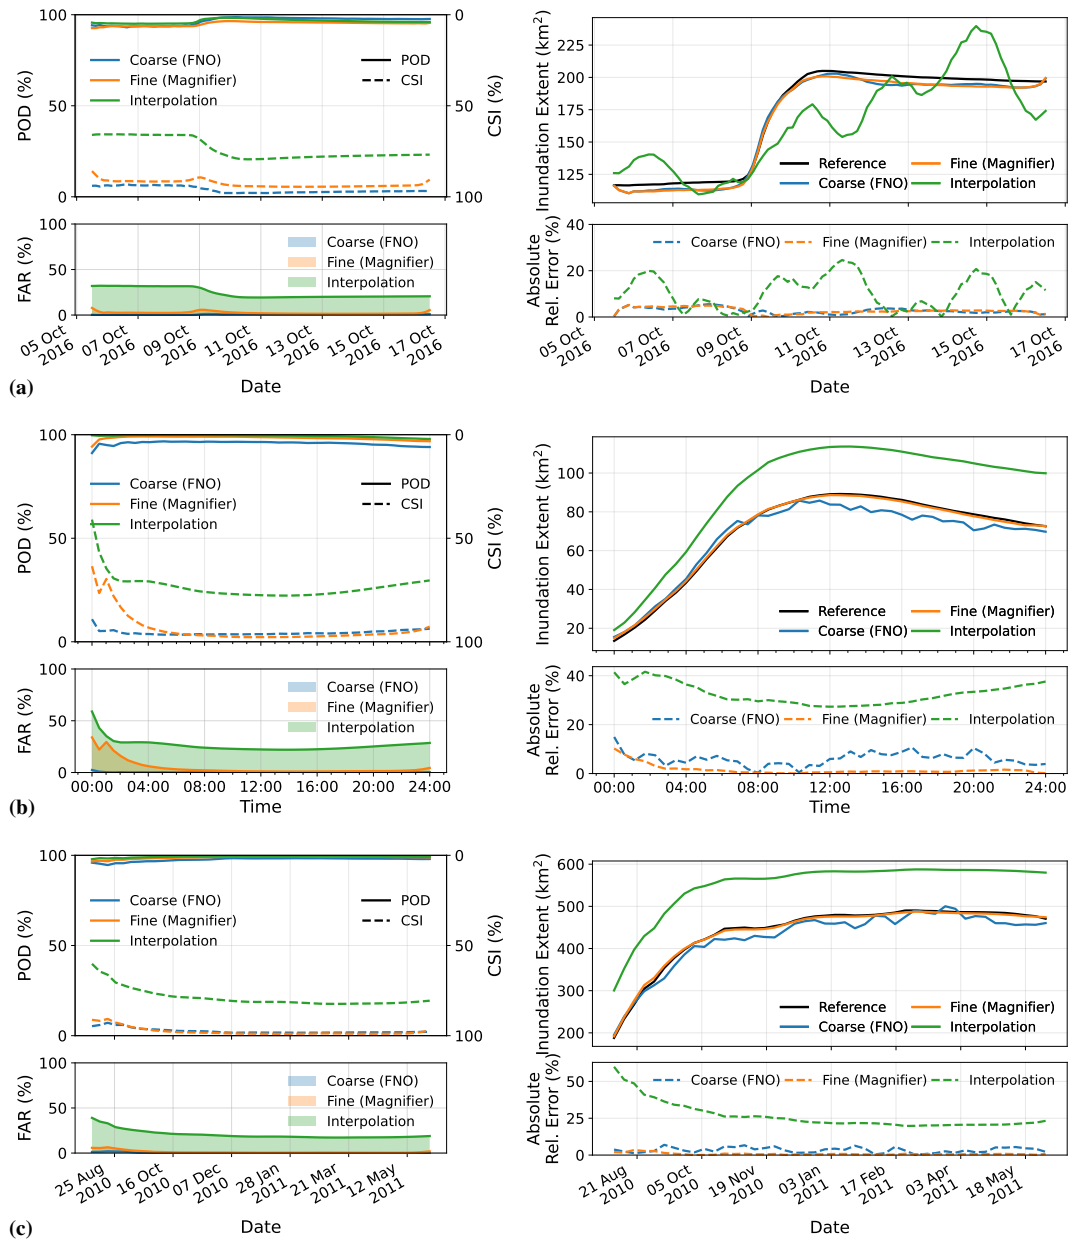 POD (%)
100
50
0
Coarse (FNO)
Fine (Magnifier)
Interpolation
POD
CSI
0
50
100
CSI (%)
FAR (%)
100
50
0
Coarse (FNO)
Fine (Magnifier)
Interpolation
05 Oct 2016
07 Oct 2016
09 Oct 2016
11 Oct 2016
13 Oct 2016
15 Oct 2016
17 Oct 2016
Date
Inundation Extent (km²)
225
200
175
150
125
Reference
Coarse (FNO)
Fine (Magnifier)
Interpolation
Absolute
Rel. Error (%)
40
20
0
Coarse (FNO)
Fine (Magnifier)
Interpolation
05 Oct 2016
07 Oct 2016
09 Oct 2016
11 Oct 2016
13 Oct 2016
15 Oct 2016
17 Oct 2016
Date
(a)
POD (%)
100
50
0
Coarse (FNO)
Fine (Magnifier)
Interpolation
POD
CSI
0
50
100
CSI (%)
FAR (%)
100
50
0
Coarse (FNO)
Fine (Magnifier)
Interpolation
00:00 04:00 08:00 12:00 16:00 20:00 24:00
Time
Inundation Extent (km²)
100
80
60
40
20
Reference
Coarse (FNO)
Fine (Magnifier)
Interpolation
Absolute
Rel. Error (%)
40
20
0
Coarse (FNO)
Fine (Magnifier)
Interpolation
00:00 04:00 08:00 12:00 16:00 20:00 24:00
Time
(b)
POD (%)
100
50
0
Coarse (FNO)
Fine (Magnifier)
Interpolation
POD
CSI
0
50
100
CSI (%)
FAR (%)
100
50
0
Coarse (FNO)
Fine (Magnifier)
Interpolation
25 Aug 2010
16 Oct 2010
07 Dec 2010
28 Jan 2011
21 Mar 2011
12 May 2011
Date
Inundation Extent (km²)
600
500
400
300
200
Reference
Coarse (FNO)
Fine (Magnifier)
Interpolation
Absolute
Rel. Error (%)
50
25
0
Coarse (FNO)
Fine (Magnifier)
Interpolation
21 Aug 2010
05 Oct 2010
19 Nov 2010
03 Jan 2011
17 Feb 2011
03 Apr 2011
18 May 2011
Date
(c)